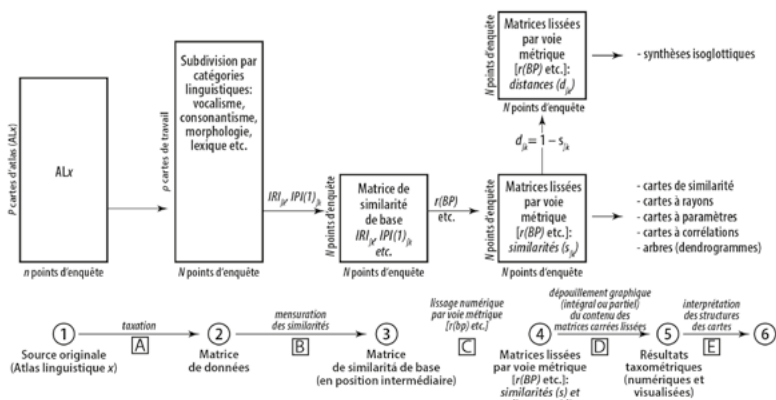 P cartes d'atlas (ALx)
ALx
n points d'enquête
ρ cartes de travail
Subdivision par
catégories
linguistiques:
vocalisme,
consonantisme,
morphologie,
lexique etc.
N points d'enquête
IRIjk, IPI(1)jk
N points d'enquête
Matrice de
similarité
de base
IRIjk, IPI(1)jk
etc.
N points d'enquête
r(BP)
etc.
N points d'enquête
Matrices lissées
par voie
métrique
[r(BP) etc.]:
distances (djk)
N points d'enquête
- synthèses isoglottiques
djk = 1 – sjk
N points d'enquête
Matrices lissées
par voie
métrique
[r(BP) etc.]:
similarités (sjk)
N points d'enquête
- cartes de similarité
- cartes à rayons
- cartes à paramètres
- cartes à corrélations
- arbres (dendrogrammes)
1
taxation
A
2
mensuration
des similarités
B
3
lissage numérique
par voie métrique
[r(bp) etc.]
C
4
dépouillement graphique
(intégral ou partiel)
du contenu des
matrices carrées lissées
D
5
interprétation
des structures
des cartes
E
6
Source originale
(Atlas linguistique x)
Matrice
de données
Matrice
de similaritá de base
(en position intermédiaire)
Matrices lissées
par voie métrique
[r(BP) etc.]:
similarités (s) et
Résultats
taxométriques
(numériques et
visualisées)